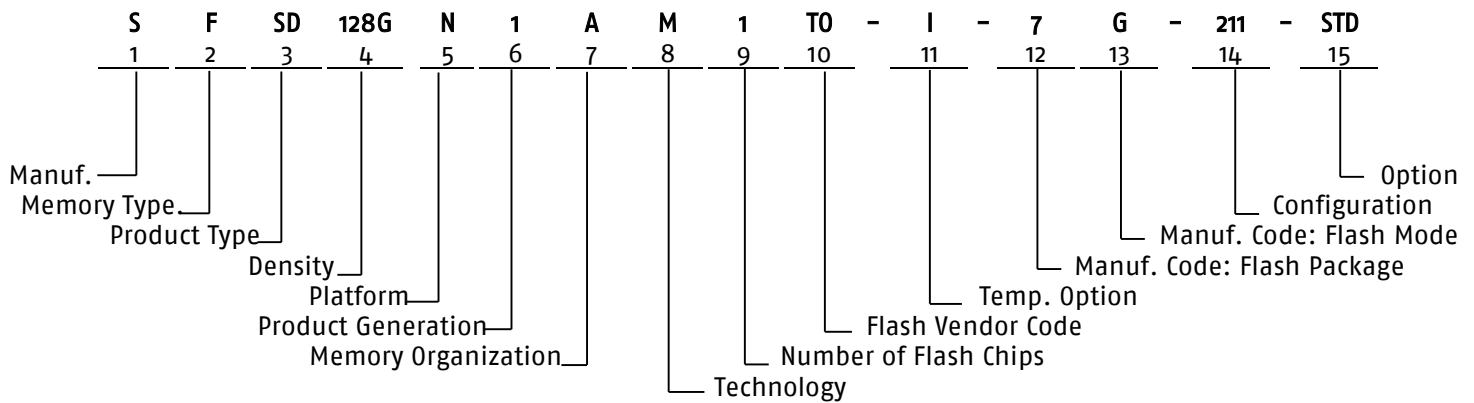 S F SD 128G N 1 A M 1 TO - I - 7 G - 211 - STD
1 2 3 4 5 6 7 8 9 10 11 12 13 14 15
Manuf. Option
Memory Type. Configuration
Product Type Manuf. Code: Flash Mode
Density Manuf. Code: Flash Package
Platform Temp. Option
Product Generation Flash Vendor Code
Memory Organization Number of Flash Chips
Technology